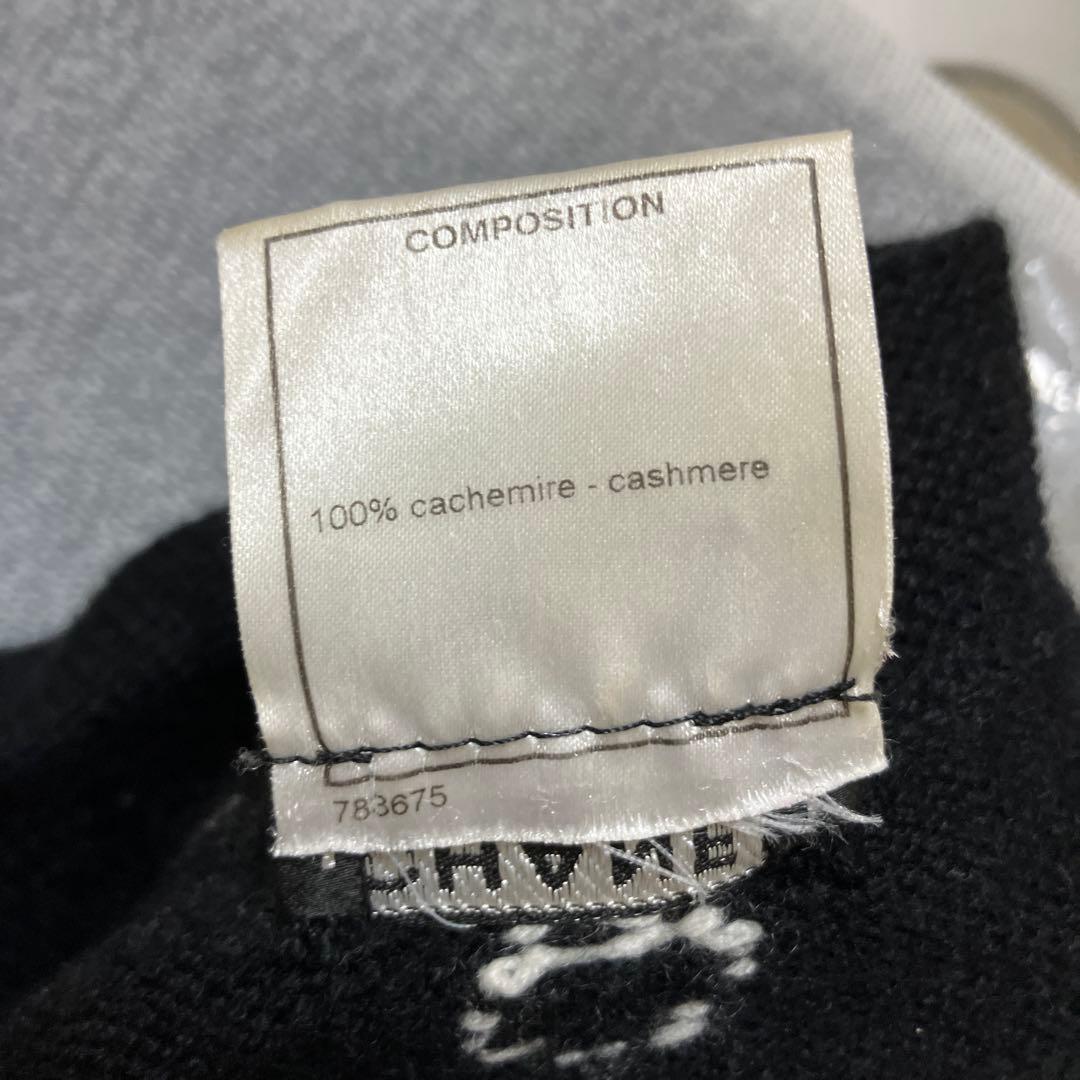 COMPOSITION
100% cachemire - cashmere
783675